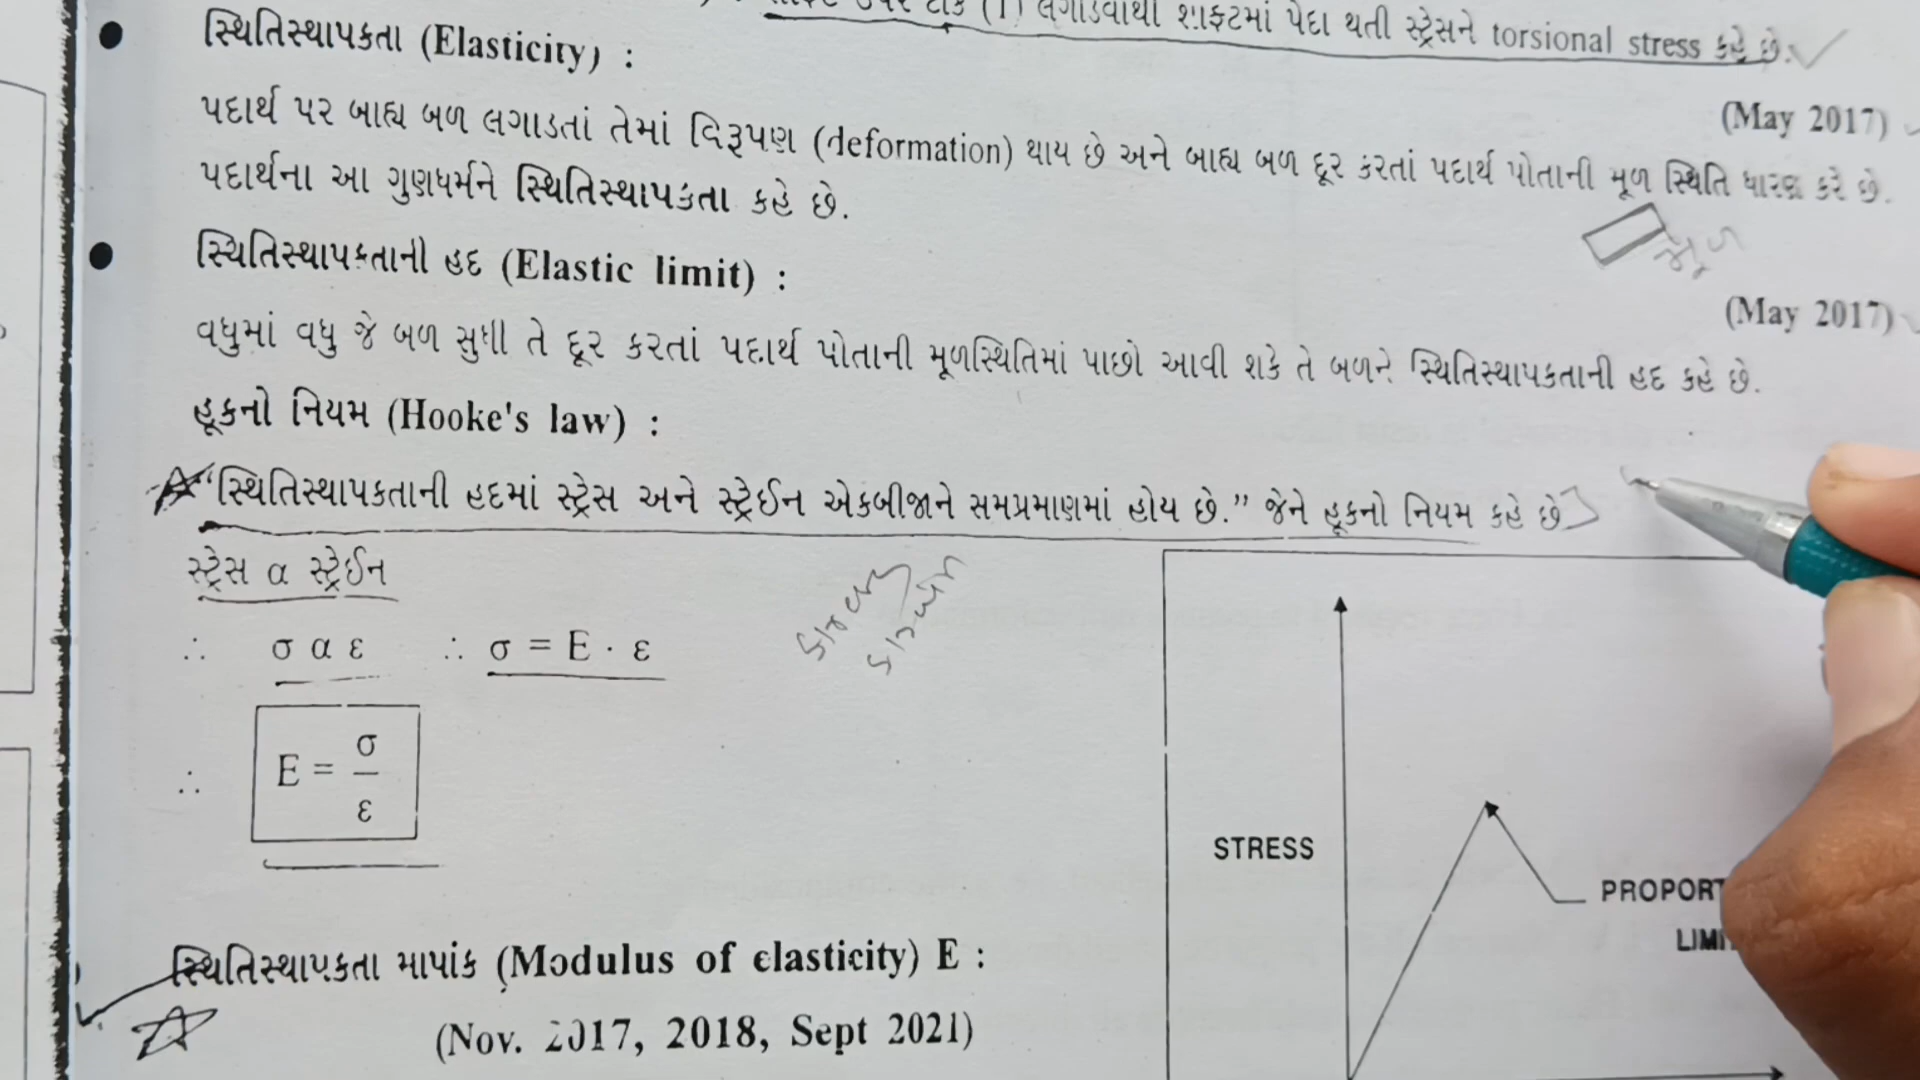 લગાડવાથી શાફ્ટમાં પેદા થતી સ્ટ્રેસને torsional stress કહે છે.
સ્થિતિસ્થાપકતા (Elasticity) :
(May 2017)
પદાર્થ પર બાહ્ય બળ લગાડતાં તેમાં વિરૂપણ (deformation) થાય છે અને બાહ્ય બળ દૂર કરતાં પદાર્થ પોતાની મૂળ સ્થિતિ ધારણ કરે છે.
પદાર્થના આ ગુણધર્મને સ્થિતિસ્થાપકતા કહે છે.
મૂળ
સ્થિતિસ્થાપકતાની હદ (Elastic limit) :
(May 2017)
વધુમાં વધુ જે બળ સુધી તે દૂર કરતાં પદાર્થ પોતાની મૂળસ્થિતિમાં પાછો આવી શકે તે બળને સ્થિતિસ્થાપકતાની હદ કહે છે.
હૂકનો નિયમ (Hooke's law) :
“સ્થિતિસ્થાપકતાની હદમાં સ્ટ્રેસ અને સ્ટ્રેઈન એકબીજાને સમપ્રમાણમાં હોય છે.” જેને હૂકનો નિયમ કહે છે
સ્ટ્રેસ α સ્ટ્રેઈન
∴ σ α ε ∴ σ = E · ε
∴ E = σ / ε
STRESS
PROPORT
LIMI
સ્થિતિસ્થાપકતા માપાંક (Modulus of elasticity) E :
(Nov. 2017, 2018, Sept 2021)